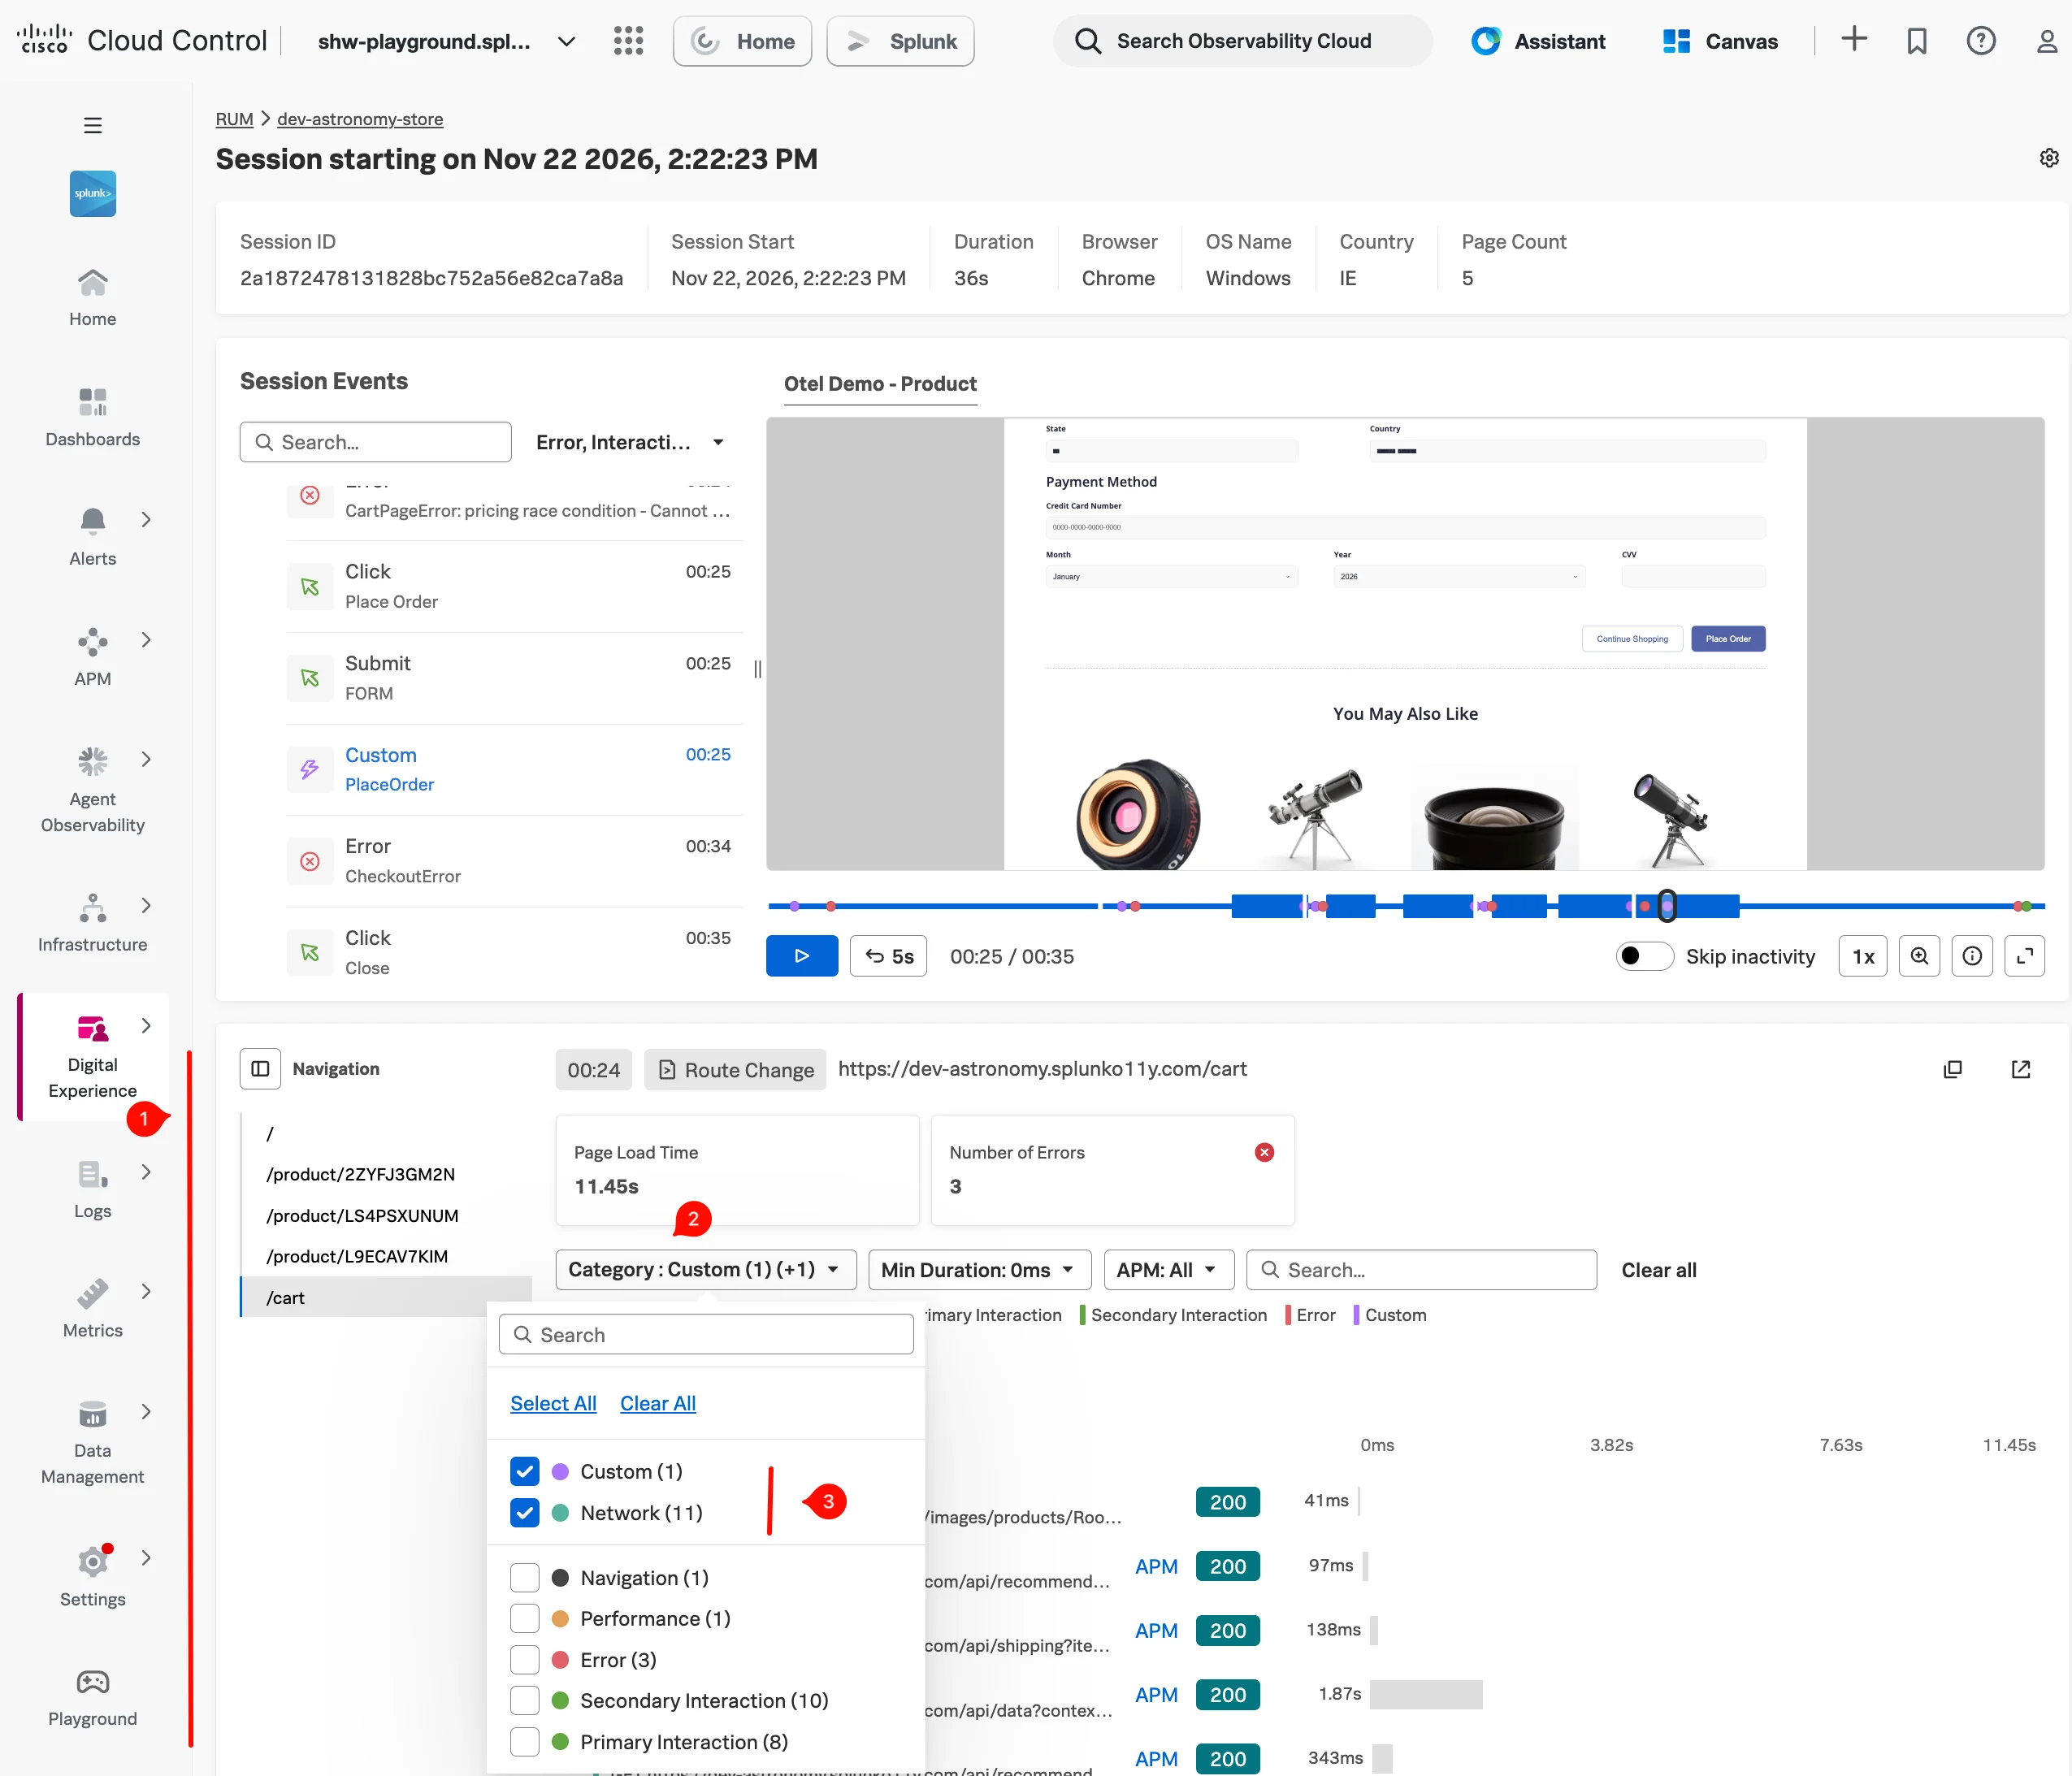 CISCO Cloud Control
shw-playground.spl...
Home
Splunk
Search Observability Cloud
Assistant
Canvas
splunk>
Home
Dashboards
Alerts
APM
Agent
Observability
Infrastructure
Digital
Experience
1
Logs
Metrics
Data
Management
Settings
Playground
RUM > dev-astronomy-store
Session starting on Nov 22 2026, 2:22:23 PM
Session ID
2a1872478131828bc752a56e82ca7a8a
Session Start
Nov 22, 2026, 2:22:23 PM
Duration
36s
Browser
Chrome
OS Name
Windows
Country
IE
Page Count
5
Session Events
Search...
Error, Interacti...
CartPageError: pricing race condition - Cannot ...
Click 00:25
Place Order
Submit 00:25
FORM
Custom 00:25
PlaceOrder
Error 00:34
CheckoutError
Click 00:35
Close
Otel Demo - Product
State
Country
Payment Method
Credit Card Number
0000-0000-0000-0000
Month
January
Year
2026
CVV
Continue Shopping
Place Order
You May Also Like
5s
00:25 / 00:35
Skip inactivity
1x
Navigation
/
/product/2ZYFJ3GM2N
/product/LS4PSXUNUM
/product/L9ECAV7KIM
/cart
00:24
Route Change
https://dev-astronomy.splunko11y.com/cart
Page Load Time
11.45s
Number of Errors
3
2
Category : Custom (1) (+1)
Min Duration: 0ms
APM: All
Search...
Clear all
rimary Interaction
Secondary Interaction
Error
Custom
Search
Select All
Clear All
Custom (1)
Network (11)
3
Navigation (1)
Performance (1)
Error (3)
Secondary Interaction (10)
Primary Interaction (8)
0ms
3.82s
7.63s
11.45s
/images/products/Roo... 200 41ms
com/api/recommend... APM 200 97ms
com/api/shipping?ite... APM 200 138ms
com/api/data?contex... APM 200 1.87s
com/api/recommend APM 200 343ms